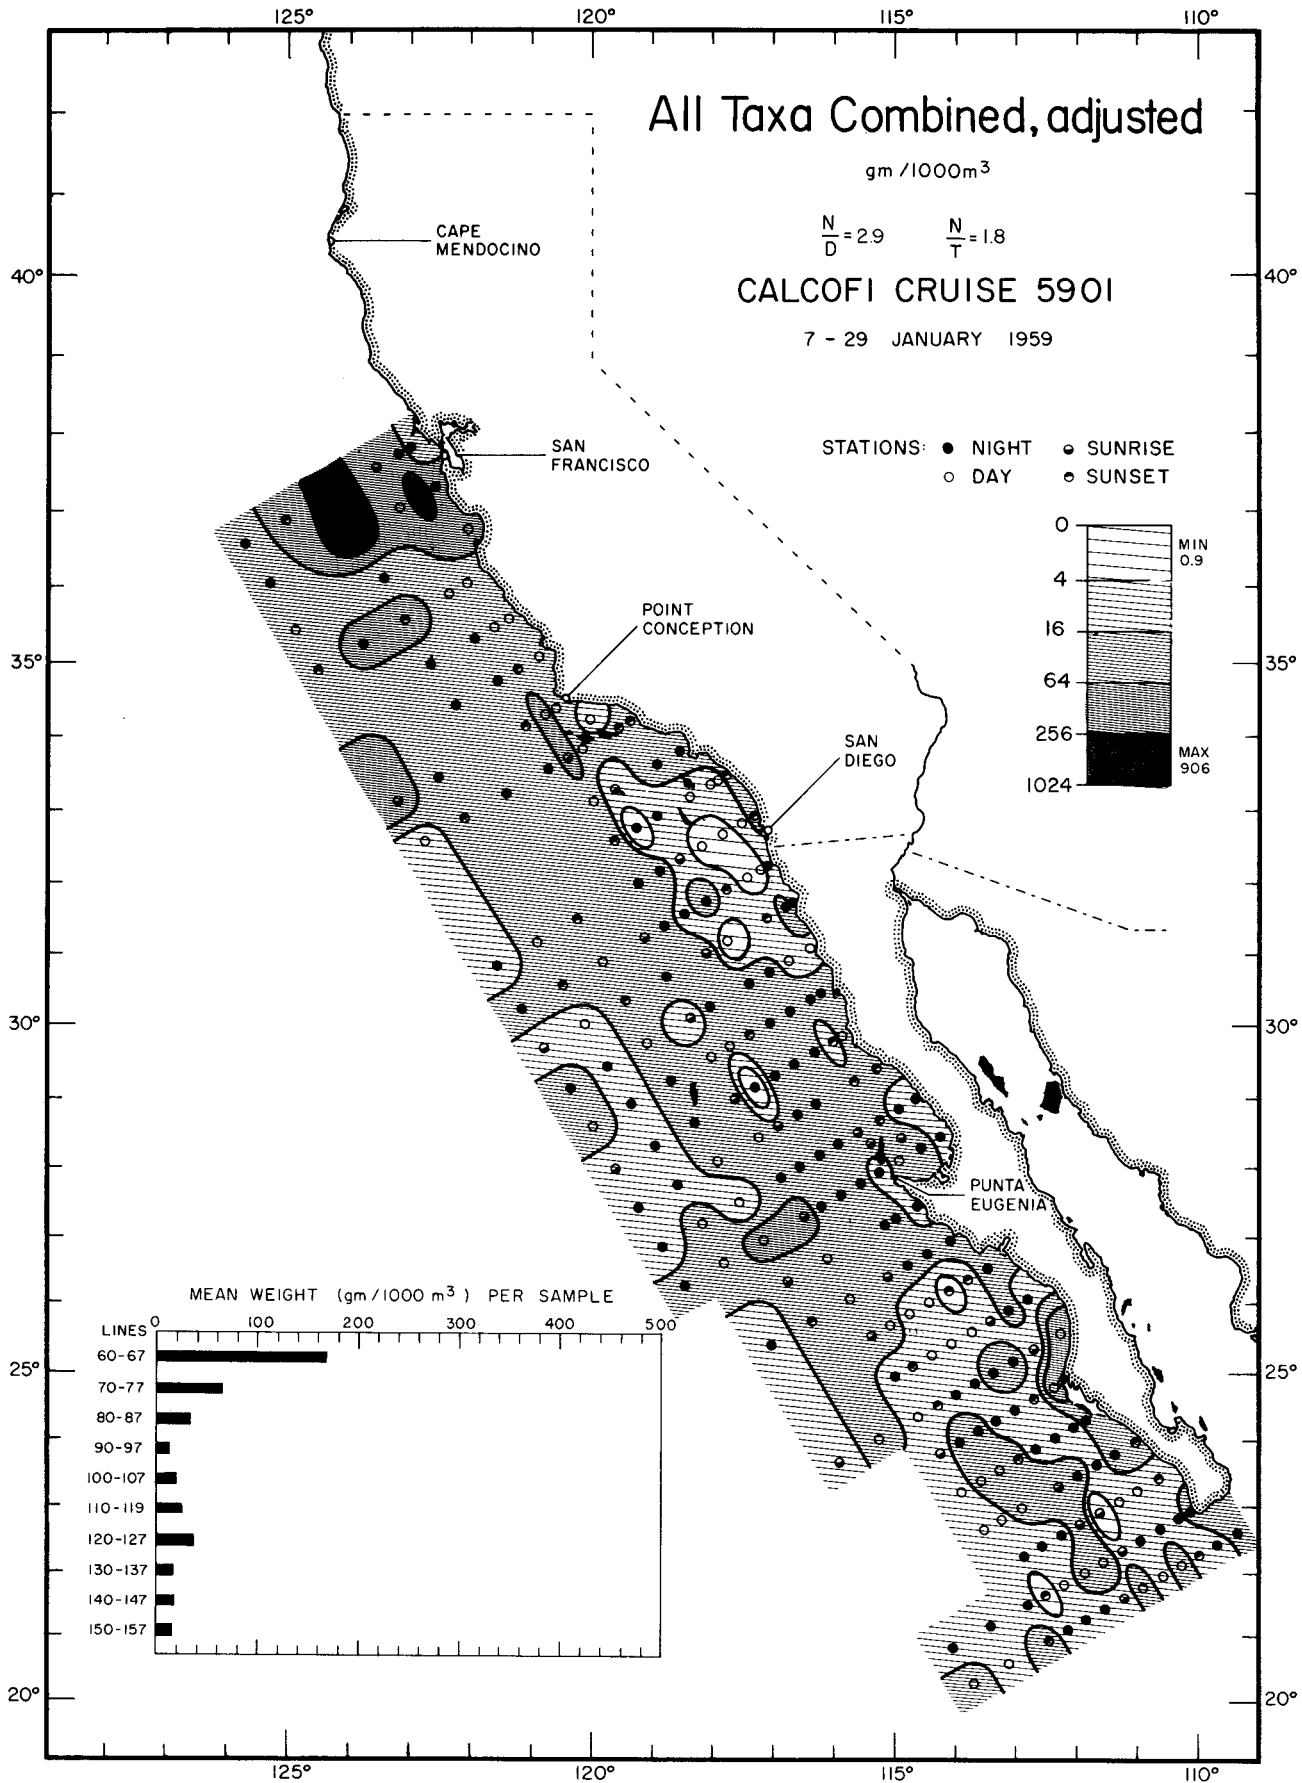 125° 120° 115° 110°
All Taxa Combined, adjusted
gm/1000m³
N/D = 2.9 N/T = 1.8
CALCOFI CRUISE 5901
7 - 29 JANUARY 1959
CAPE
MENDOCINO
40° 40°
SAN
FRANCISCO
STATIONS: NIGHT SUNRISE
DAY SUNSET
0
MIN
0.9
4
16
64
256
MAX
906
1024
POINT
CONCEPTION
35° 35°
SAN
DIEGO
30° 30°
PUNTA
EUGENIA
MEAN WEIGHT (gm/1000 m³) PER SAMPLE
LINES 0 100 200 300 400 500
60-67
70-77
80-87
90-97
100-107
110-119
120-127
130-137
140-147
150-157
25° 25°
20° 20°
125° 120° 115° 110°